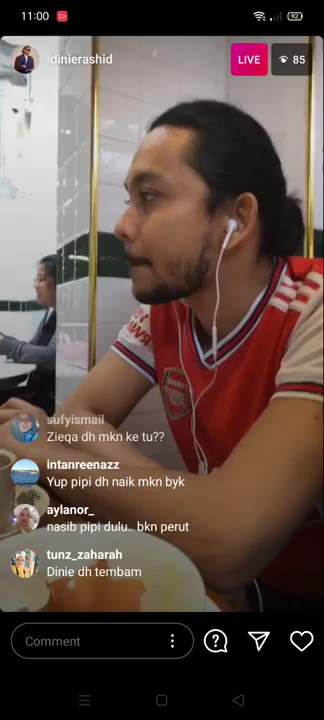 11:00
92
dinierashid
LIVE
85
sufyismail
Zieqa dh mkn ke tu??
intanreenazz
Yup pipi dh naik mkn byk
aylanor_
nasib pipi dulu.. bkn perut
tunz_zaharah
Dinie dh tembam
Comment